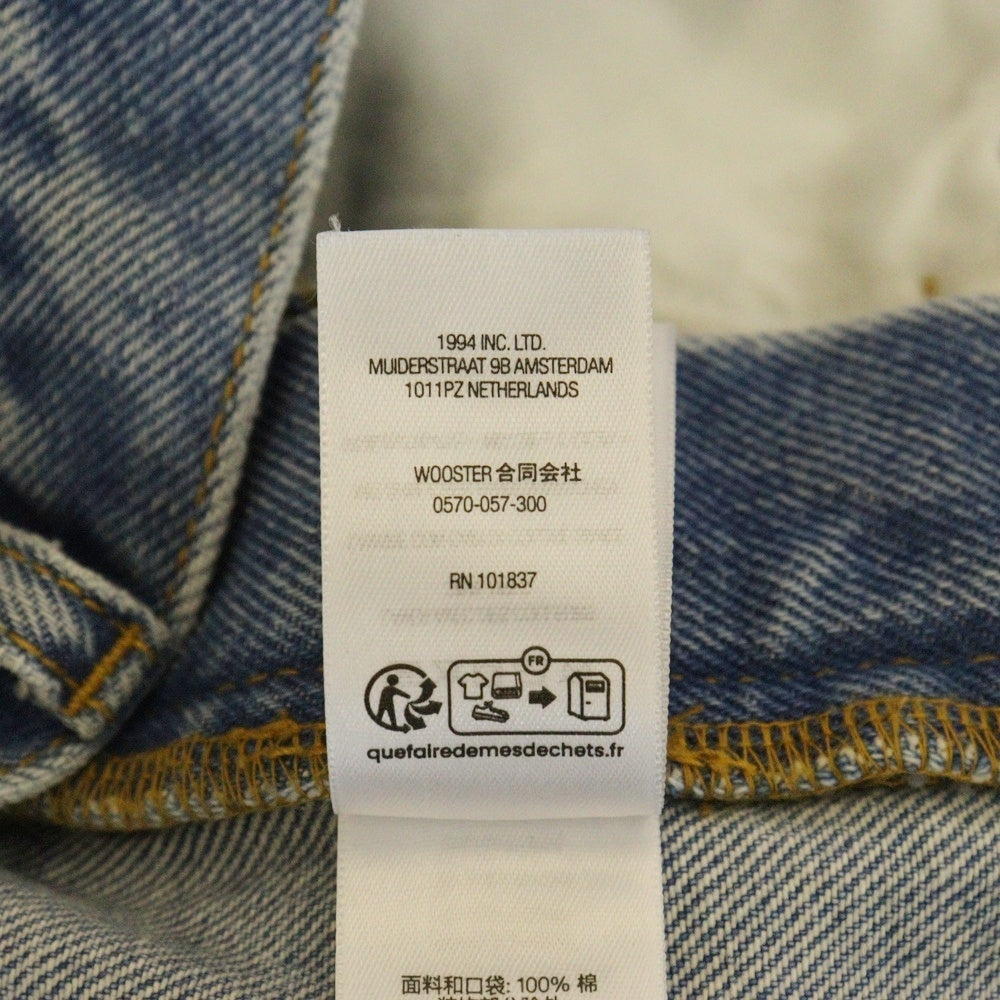 1994 INC. LTD.
MUIDERSTRAAT 9B AMSTERDAM
1011PZ NETHERLANDS
WOOSTER 合同会社
0570-057-300
RN 101837
FR
quefairedemesdechets.fr
面料和口袋: 100% 棉